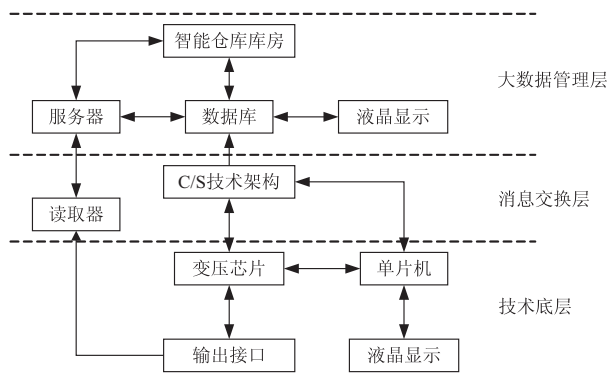 智能仓库库房
大数据管理层
服务器
数据库
液晶显示
C/S技术架构
消息交换层
读取器
变压芯片
单片机
技术底层
输出接口
液晶显示